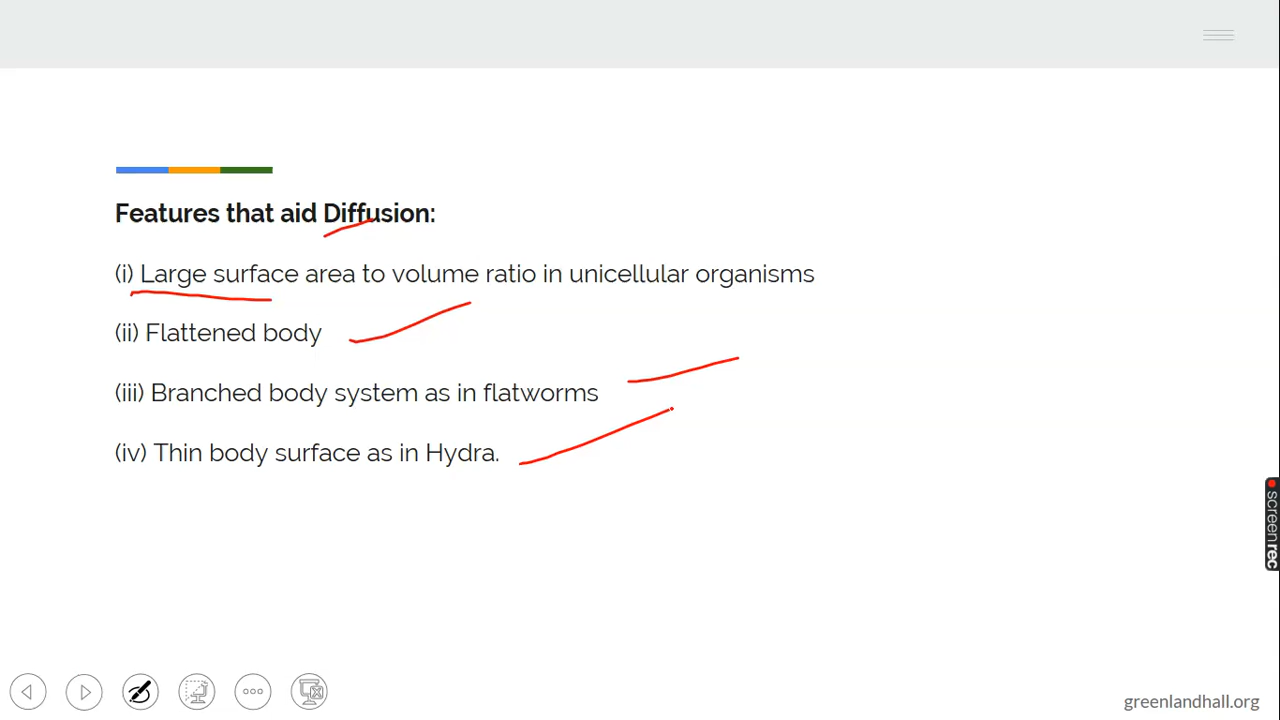 Features that aid Diffusion:
(i) Large surface area to volume ratio in unicellular organisms
(ii) Flattened body
(iii) Branched body system as in flatworms
(iv) Thin body surface as in Hydra.
screenrec
greenlandhall.org